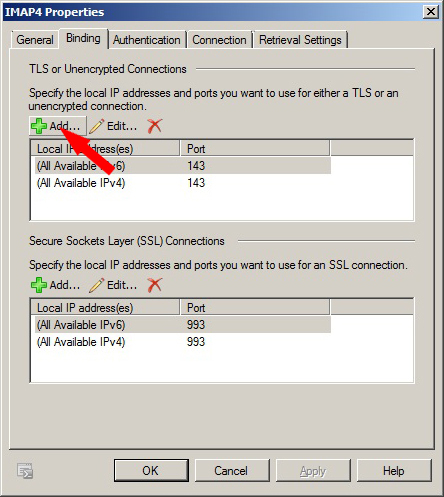 IMAP4 Properties
General Binding Authentication Connection Retrieval Settings
TLS or Unencrypted Connections
Specify the local IP addresses and ports you want to use for either a TLS or an
unencrypted connection.
Add... Edit...
Local IP address(es) Port
(All Available IPv6) 143
(All Available IPv4) 143
Secure Sockets Layer (SSL) Connections
Specify the local IP addresses and ports you want to use for an SSL connection.
Add... Edit...
Local IP address(es) Port
(All Available IPv6) 993
(All Available IPv4) 993
OK Cancel Apply Help